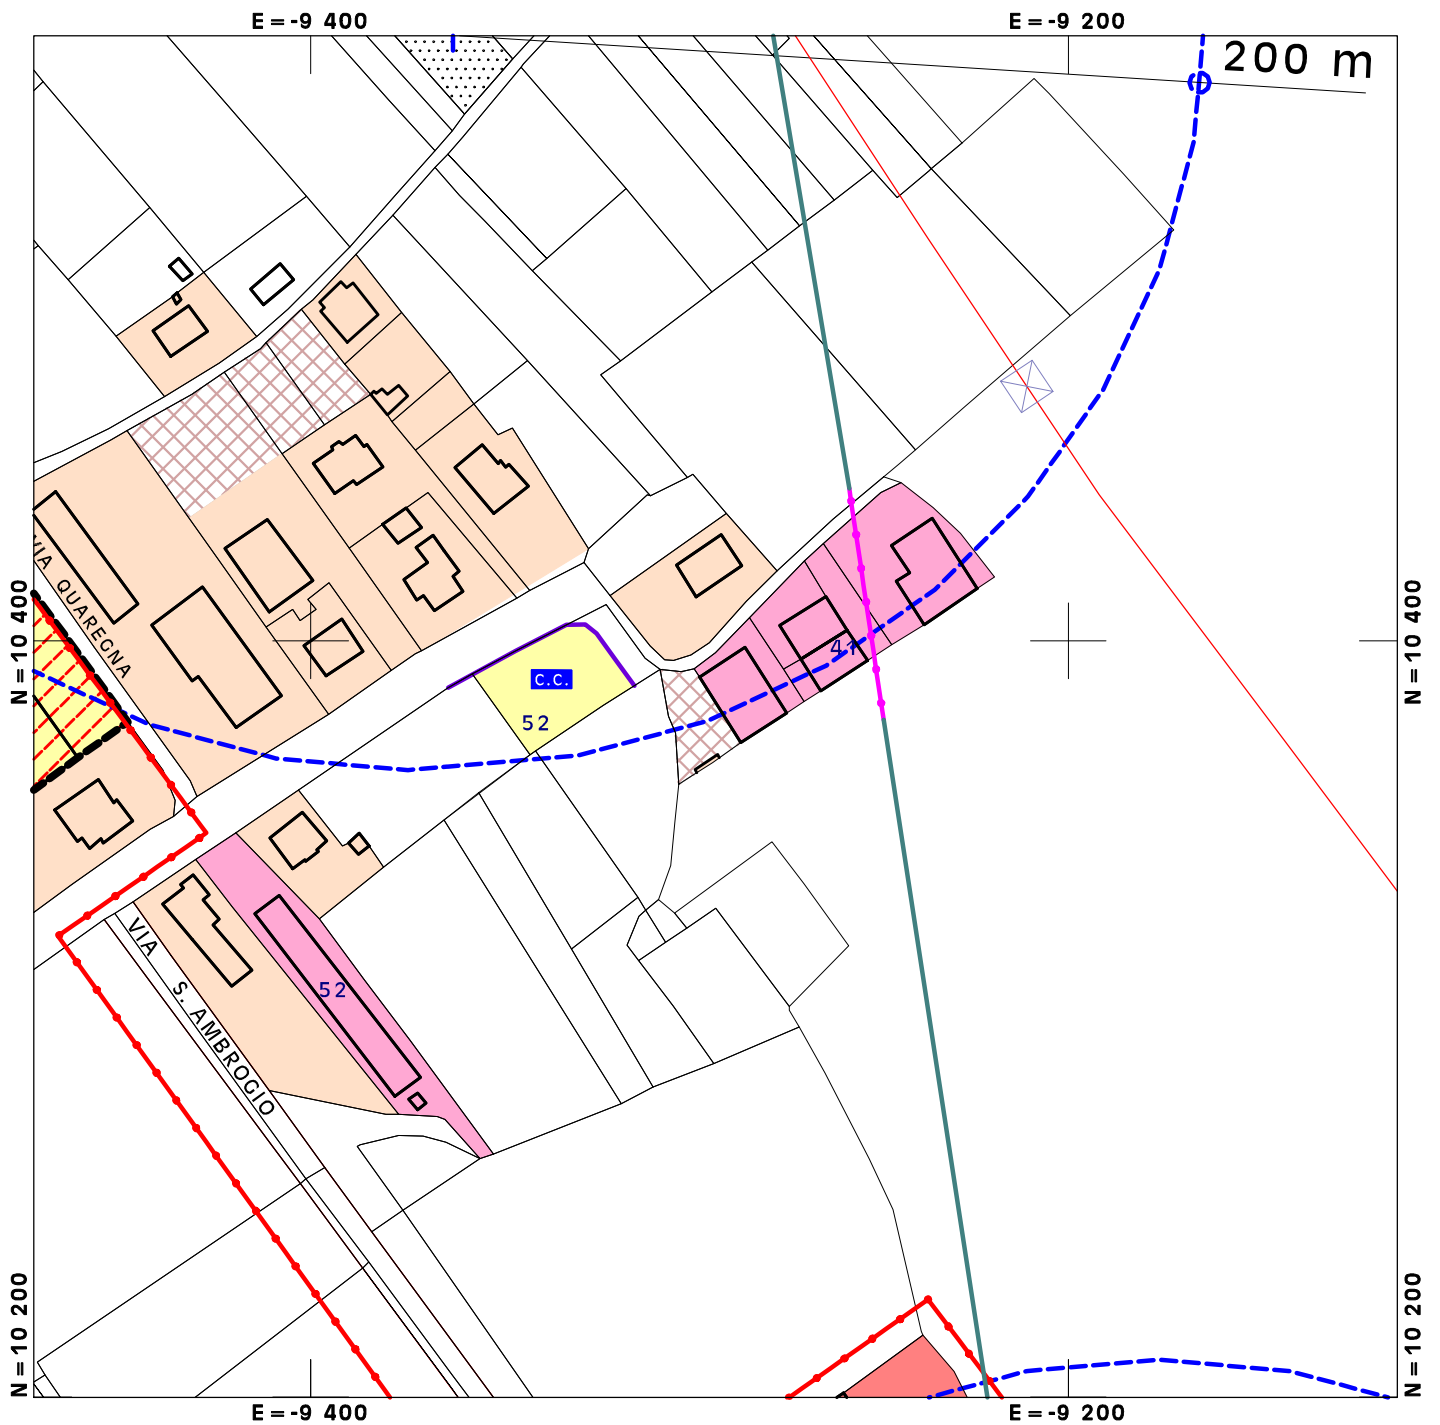 E = -9 400
E = -9 200
200 m
VIA QUAREGNA
N = 10 400
N = 10 400
C.C.
41
52
VIA S. AMBROGIO
52
N = 10 200
N = 10 200
E = -9 400
E = -9 200